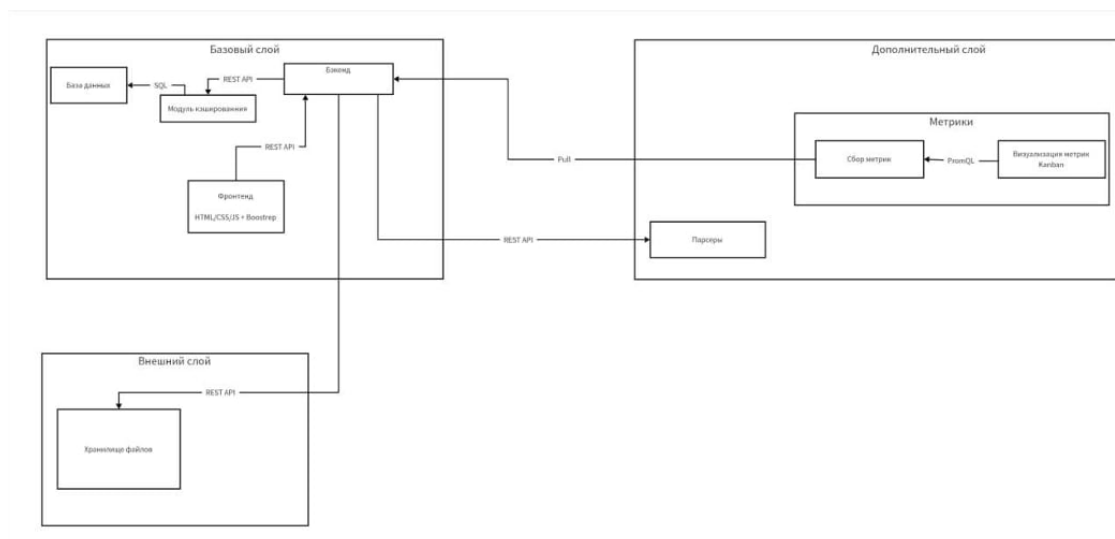 Базовый слой
База данных
SQL
REST API
Бэкенд
Модуль кэширования
REST API
Фронтенд
HTML/CSS/JS + Boostrep
Дополнительный слой
Метрики
Сбор метрик
PromQL
Визуализация метрик
Kanban
Pull
REST API
Парсеры
Внешний слой
REST API
Хранилище файлов